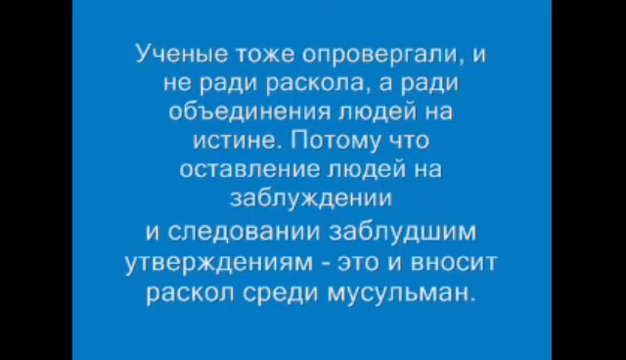 Ученые тоже опровергали, и
не ради раскола, а ради
объединения людей на
истине. Потому что
оставление людей на
заблуждении
и следовании заблудшим
утверждениям - это и вносит
раскол среди мусульман.